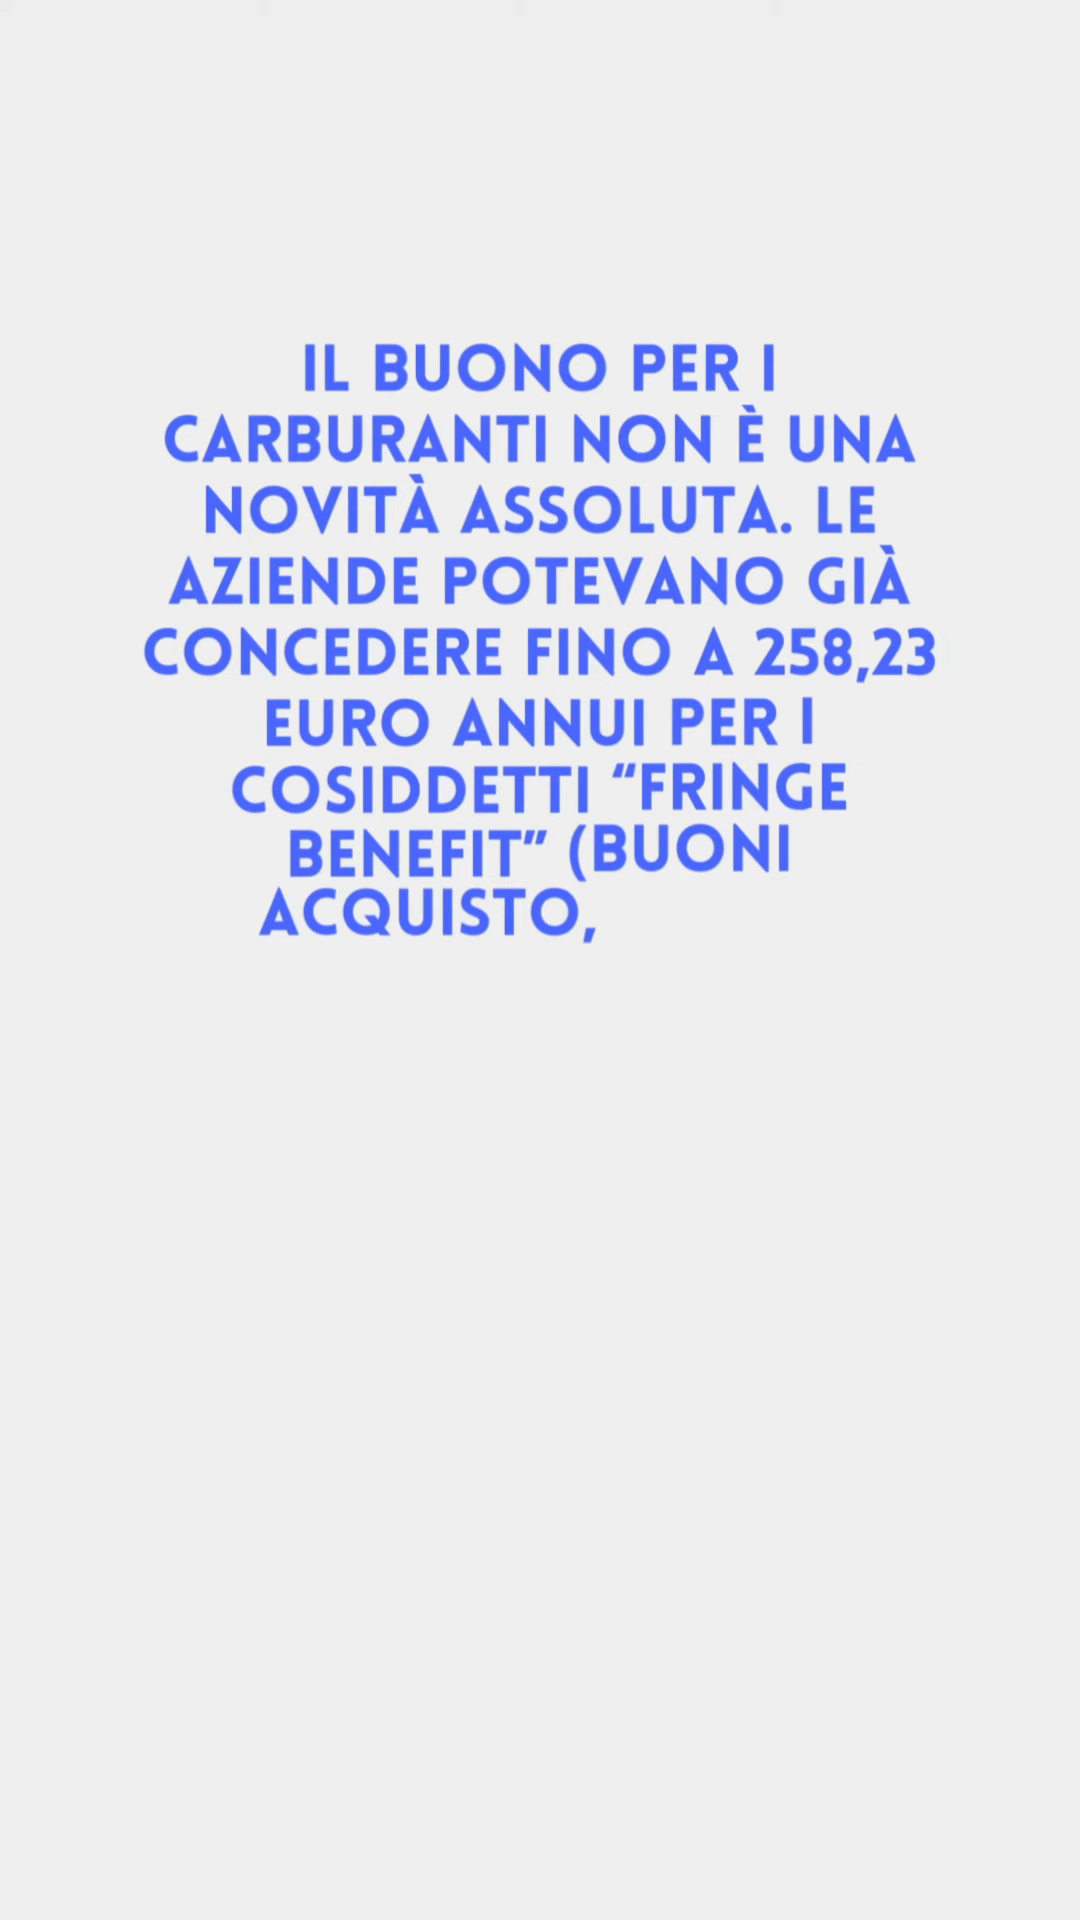 IL BUONO PER I
CARBURANTI NON È UNA
NOVITÀ ASSOLUTA. LE
AZIENDE POTEVANO GIÀ
CONCEDERE FINO A 258,23
EURO ANNUI PER I
COSIDDETTI “FRINGE
BENEFIT” (BUONI
ACQUISTO,